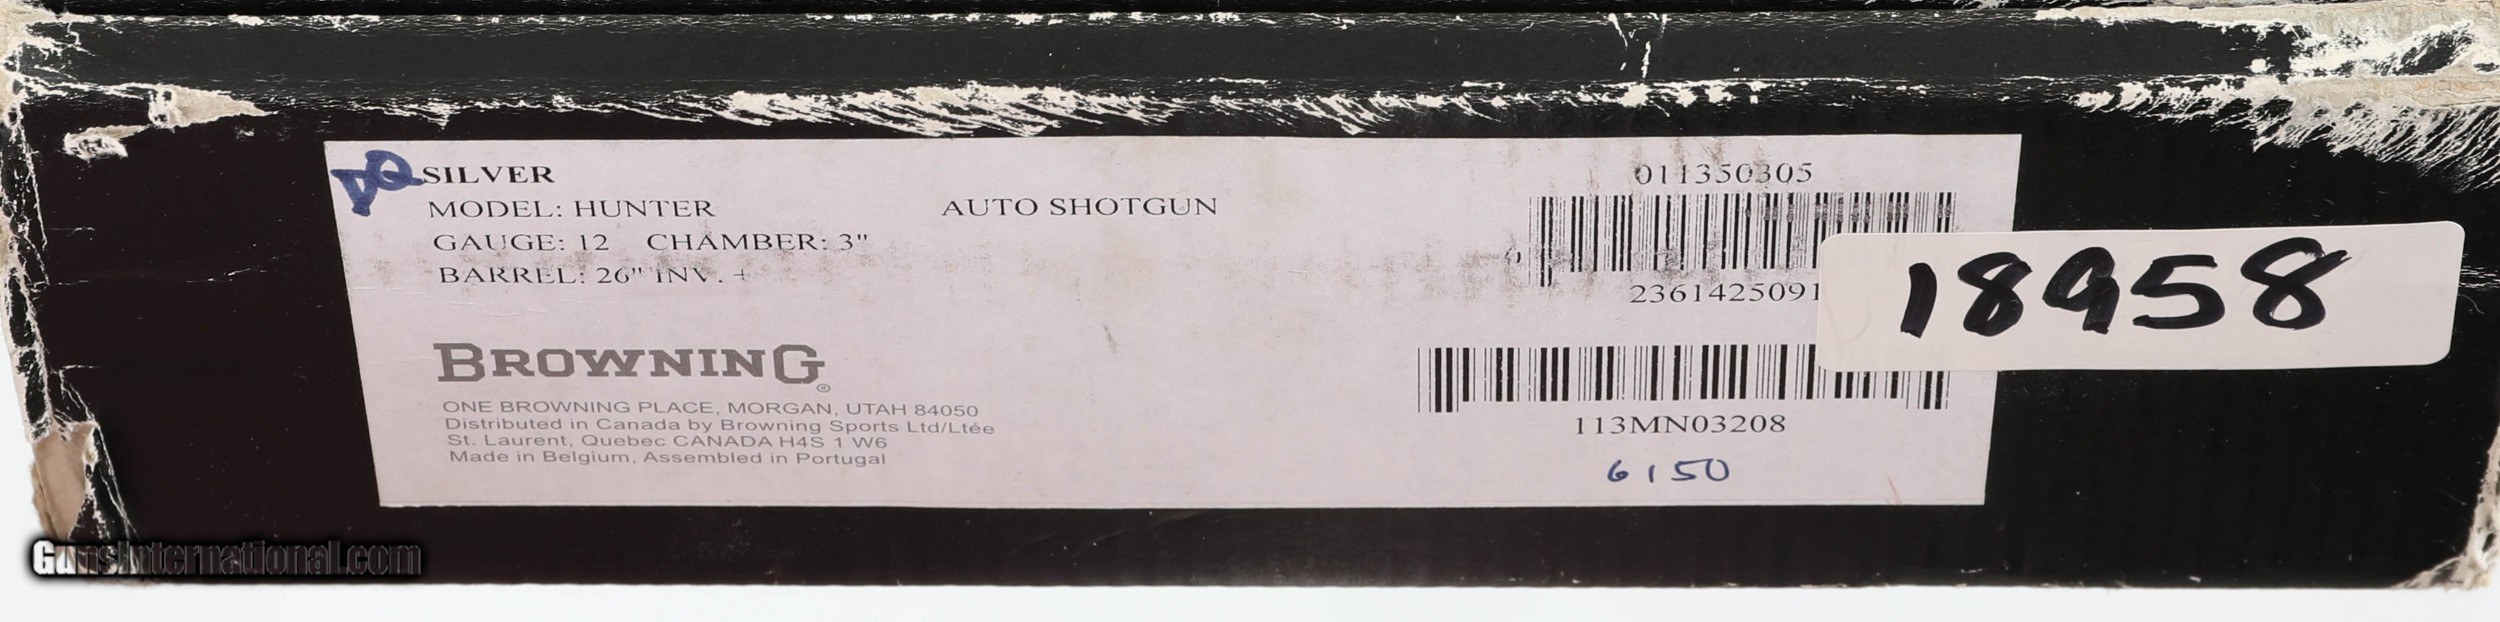 DQ SILVER
MODEL: HUNTER AUTO SHOTGUN
GAUGE: 12 CHAMBER: 3"
BARREL: 26" INV. +
BROWNING®
ONE BROWNING PLACE, MORGAN, UTAH 84050
Distributed in Canada by Browning Sports Ltd/Ltée
St. Laurent, Quebec CANADA H4S 1 W6
Made in Belgium, Assembled in Portugal
011350305
2361425091
113MN03208
6150
18958
GunsInternational.com